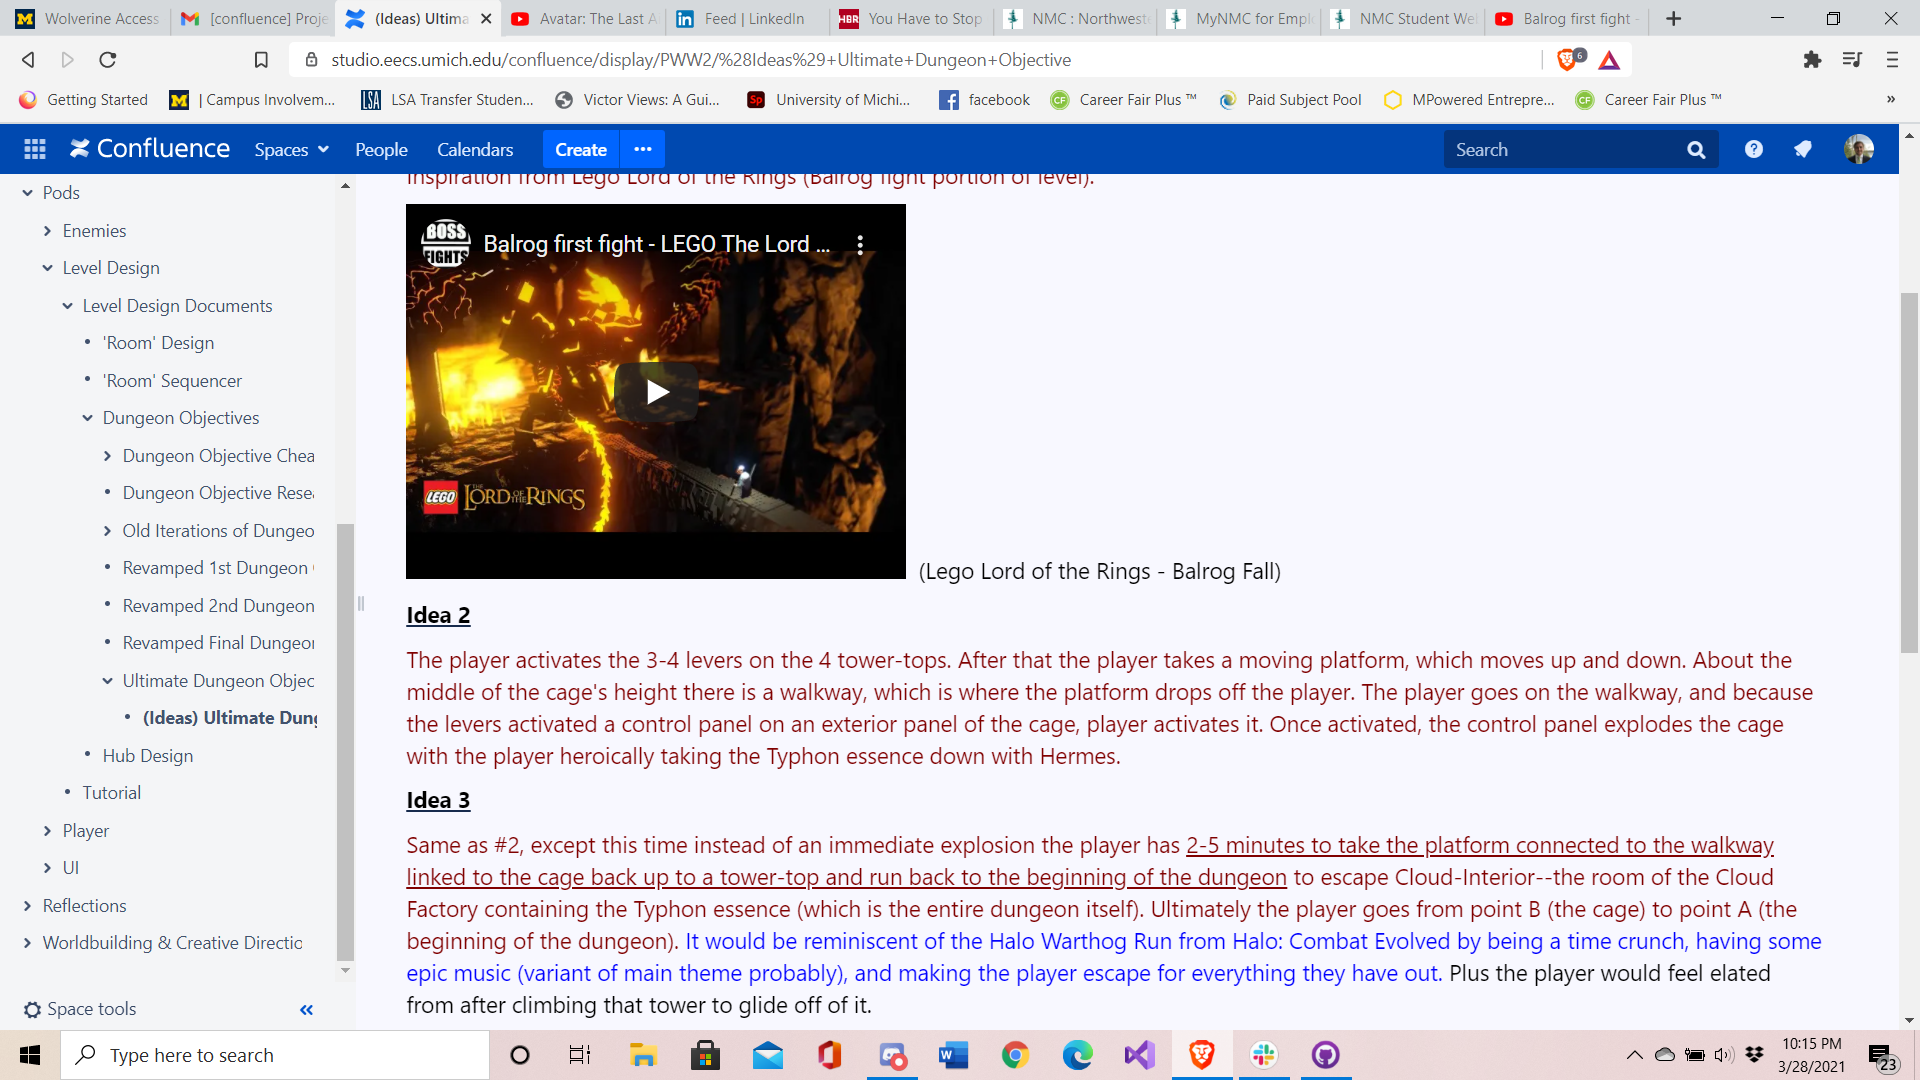 Wolverine Access
[confluence] Proje
(Ideas) Ultima
Avatar: The Last A
Feed | LinkedIn
HBR
You Have to Stop
NMC : Northweste
MyNMC for Emplo
NMC Student We
Balrog first fight -
studio.eecs.umich.edu/confluence/display/PWW2/%28Ideas%29+Ultimate+Dungeon+Objective
6
Getting Started
| Campus Involvem...
LSA
LSA Transfer Studen...
Victor Views: A Gui...
Sp
University of Michi...
facebook
CF
Career Fair Plus ™
Paid Subject Pool
MPowered Entrepre...
CF
Career Fair Plus ™
»
Confluence
Spaces
People
Calendars
Create
Search
Pods
Enemies
Level Design
Level Design Documents
'Room' Design
'Room' Sequencer
Dungeon Objectives
Dungeon Objective Chea
Dungeon Objective Resea
Old Iterations of Dungeo
Revamped 1st Dungeon
Revamped 2nd Dungeon
Revamped Final Dungeon
Ultimate Dungeon Objec
(Ideas) Ultimate Dung
Hub Design
Tutorial
Player
UI
Reflections
Worldbuilding & Creative Directio
Space tools
«
Inspiration from Lego Lord of the Rings (Balrog fight portion of level).
BOSS FIGHTS
Balrog first fight - LEGO The Lord ...
LEGO THE LORD OF THE RINGS
(Lego Lord of the Rings - Balrog Fall)
Idea 2
The player activates the 3-4 levers on the 4 tower-tops. After that the player takes a moving platform, which moves up and down. About the
middle of the cage's height there is a walkway, which is where the platform drops off the player. The player goes on the walkway, and because
the levers activated a control panel on an exterior panel of the cage, player activates it. Once activated, the control panel explodes the cage
with the player heroically taking the Typhon essence down with Hermes.
Idea 3
Same as #2, except this time instead of an immediate explosion the player has 2-5 minutes to take the platform connected to the walkway
linked to the cage back up to a tower-top and run back to the beginning of the dungeon to escape Cloud-Interior--the room of the Cloud
Factory containing the Typhon essence (which is the entire dungeon itself). Ultimately the player goes from point B (the cage) to point A (the
beginning of the dungeon). It would be reminiscent of the Halo Warthog Run from Halo: Combat Evolved by being a time crunch, having some
epic music (variant of main theme probably), and making the player escape for everything they have out. Plus the player would feel elated
from after climbing that tower to glide off of it.
Type here to search
10:15 PM
3/28/2021
23